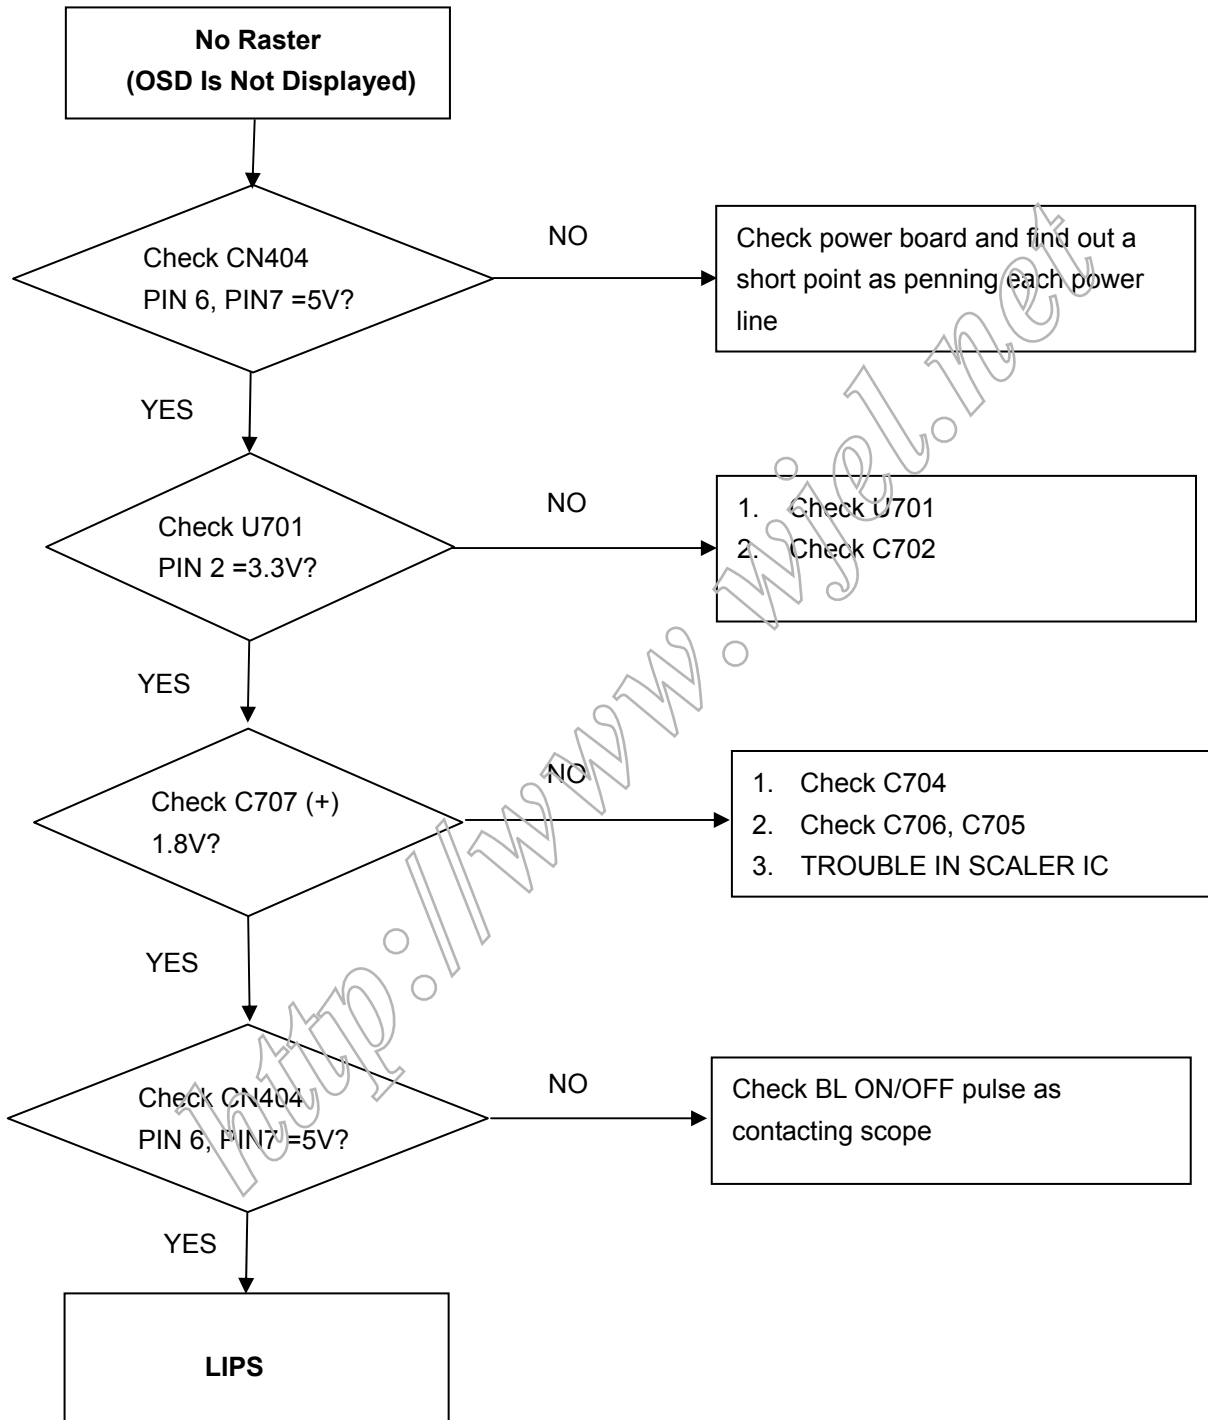 No Raster
(OSD Is Not Displayed)
Check CN404
PIN 6, PIN7 =5V?
NO
Check power board and find out a
short point as penning each power
line
YES
Check U701
PIN 2 =3.3V?
NO
1. Check U701
2. Check C702
YES
Check C707 (+)
1.8V?
NO
1. Check C704
2. Check C706, C705
3. TROUBLE IN SCALER IC
YES
Check CN404
PIN 6, PIN7 =5V?
NO
Check BL ON/OFF pulse as
contacting scope
YES
LIPS
http://www.wjel.net